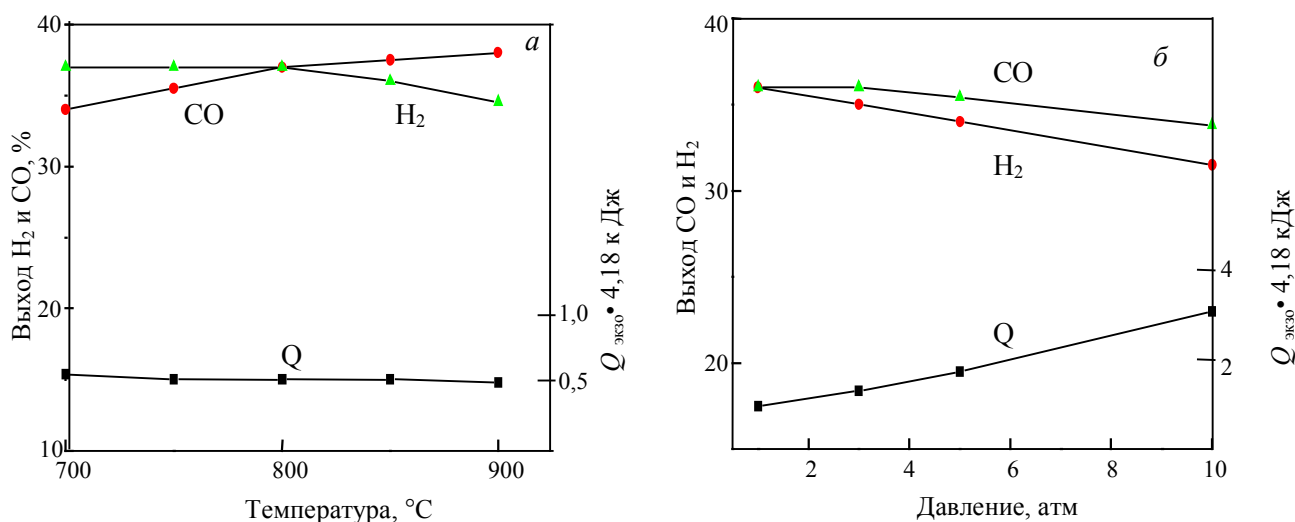 а
40
30
20
10
Выход H₂ и CO, %
CO
H₂
Q
1,0
0,5
Q экзо • 4,18 к Дж
700
800
900
Температура, °C
б
40
30
20
Выход CO и H₂
CO
H₂
Q
4
2
Q экзо • 4,18 кДж
2
4
6
8
10
Давление, атм